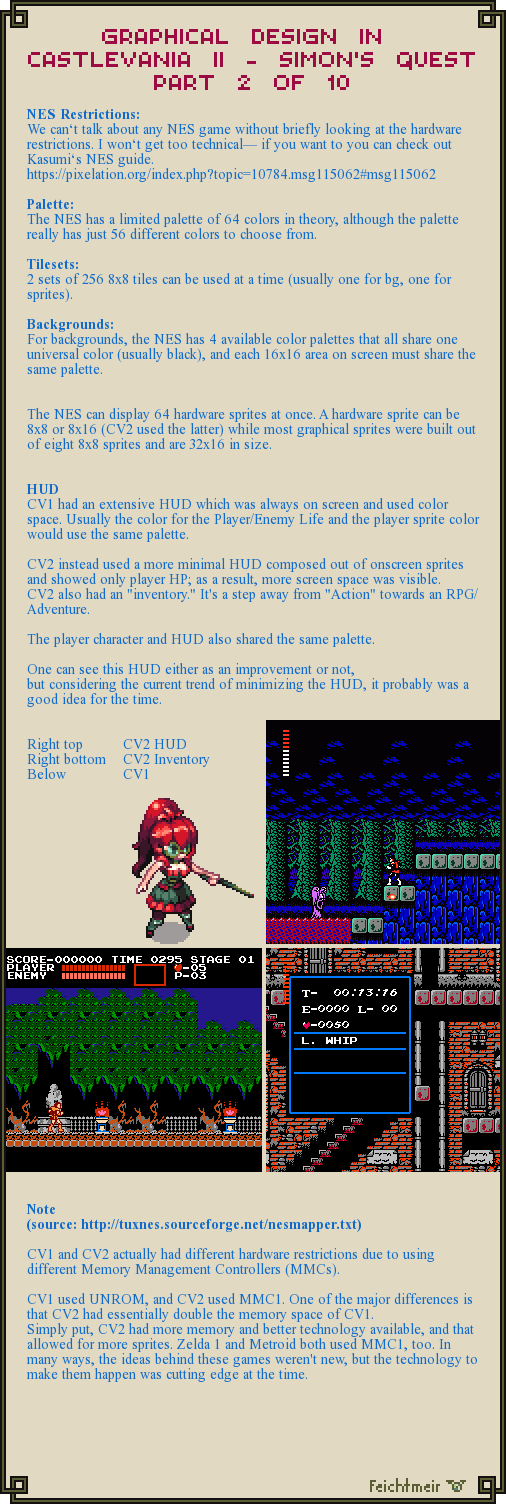 GRAPHICAL DESIGN IN
CASTLEVANIA II - SIMON'S QUEST
PART 2 OF 10
NES Restrictions:
We can‘t talk about any NES game without briefly looking at the hardware
restrictions. I won‘t get too technical— if you want to you can check out
Kasumi‘s NES guide.
https://pixelation.org/index.php?topic=10784.msg115062#msg115062
Palette:
The NES has a limited palette of 64 colors in theory, although the palette
really has just 56 different colors to choose from.
Tilesets:
2 sets of 256 8x8 tiles can be used at a time (usually one for bg, one for
sprites).
Backgrounds:
For backgrounds, the NES has 4 available color palettes that all share one
universal color (usually black), and each 16x16 area on screen must share the
same palette.
The NES can display 64 hardware sprites at once. A hardware sprite can be
8x8 or 8x16 (CV2 used the latter) while most graphical sprites were built out
of eight 8x8 sprites and are 32x16 in size.
HUD
CV1 had an extensive HUD which was always on screen and used color
space. Usually the color for the Player/Enemy Life and the player sprite color
would use the same palette.
CV2 instead used a more minimal HUD composed out of onscreen sprites
and showed only player HP; as a result, more screen space was visible.
CV2 also had an "inventory." It's a step away from "Action" towards an RPG/
Adventure.
The player character and HUD also shared the same palette.
One can see this HUD either as an improvement or not,
but considering the current trend of minimizing the HUD, it probably was a
good idea for the time.
Right top CV2 HUD
Right bottom CV2 Inventory
Below CV1
SCORE-000000 TIME 0295 STAGE 01
PLAYER -05
ENEMY P-03
T- 00:13:16
E-0000 L- 00
-0050
L. WHIP
Note
(source: http://tuxnes.sourceforge.net/nesmapper.txt)
CV1 and CV2 actually had different hardware restrictions due to using
different Memory Management Controllers (MMCs).
CV1 used UNROM, and CV2 used MMC1. One of the major differences is
that CV2 had essentially double the memory space of CV1.
Simply put, CV2 had more memory and better technology available, and that
allowed for more sprites. Zelda 1 and Metroid both used MMC1, too. In
many ways, the ideas behind these games weren't new, but the technology to
make them happen was cutting edge at the time.
Feichtmeir